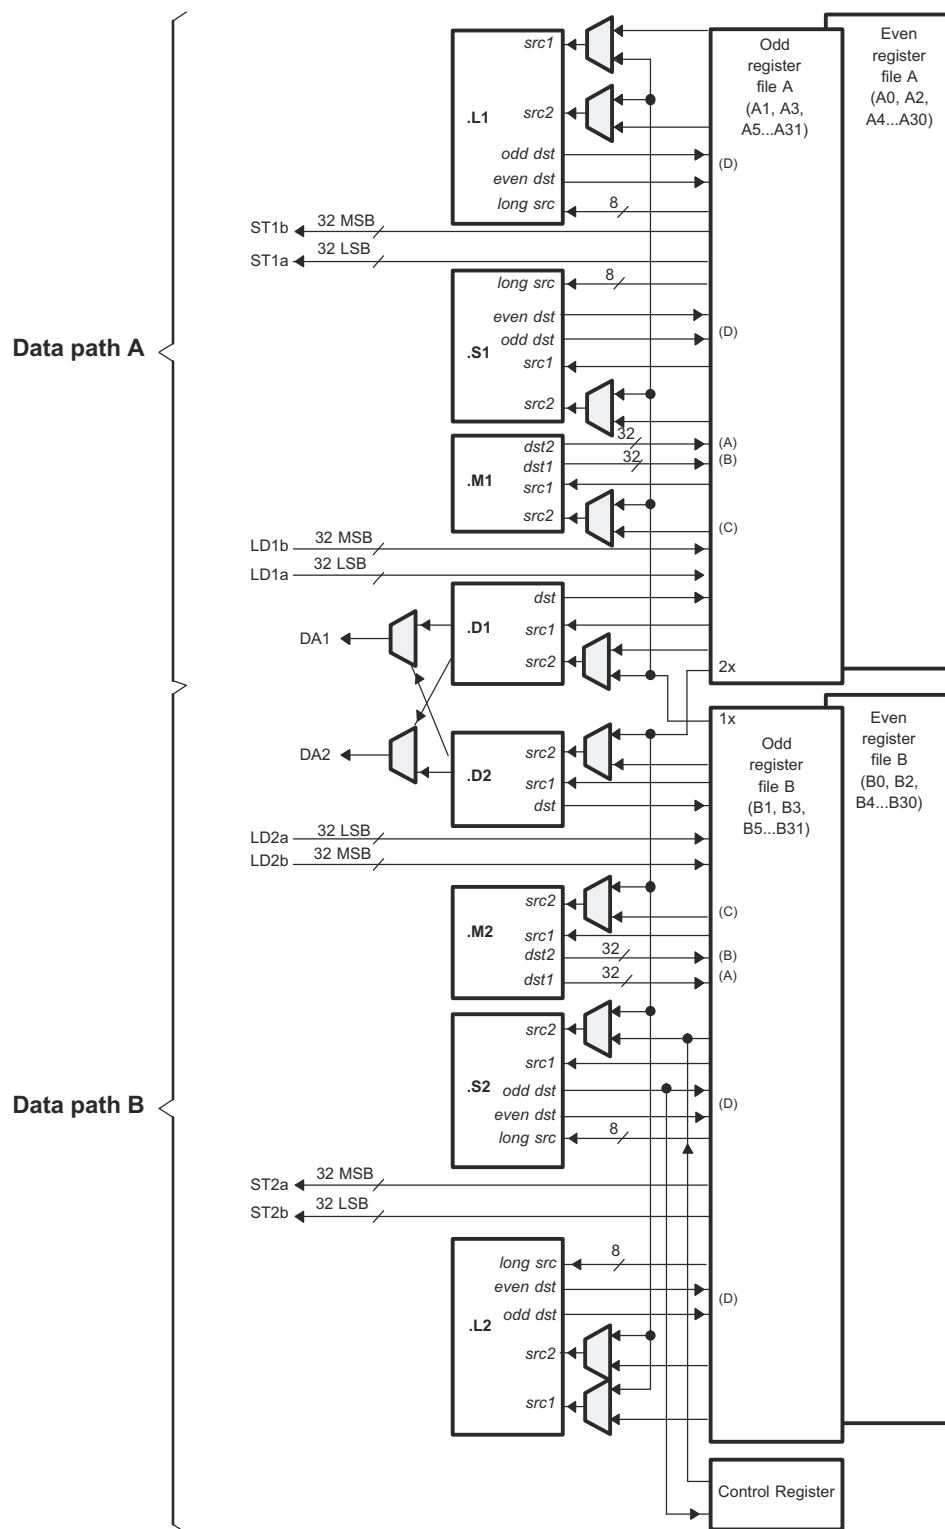 Data path A
Data path B
src1
.L1
src2
odd dst
even dst
long src
8
ST1b
32 MSB
ST1a
32 LSB
long src
8
even dst
odd dst
.S1
src1
src2
dst2
32
dst1
32
.M1
src1
src2
LD1b
32 MSB
LD1a
32 LSB
dst
.D1
src1
src2
DA1
DA2
src2
.D2
src1
dst
LD2a
32 LSB
LD2b
32 MSB
src2
.M2
src1
dst2
32
dst1
32
src2
src1
.S2
odd dst
even dst
long src
8
ST2a
32 MSB
ST2b
32 LSB
long src
8
even dst
odd dst
.L2
src2
src1
Odd
register
file A
(A1, A3,
A5...A31)
(D)
(D)
(A)
(B)
(C)
2x
Even
register
file A
(A0, A2,
A4...A30)
1x
Odd
register
file B
(B1, B3,
B5...B31)
(C)
(B)
(A)
(D)
(D)
Even
register
file B
(B0, B2,
B4...B30)
Control Register